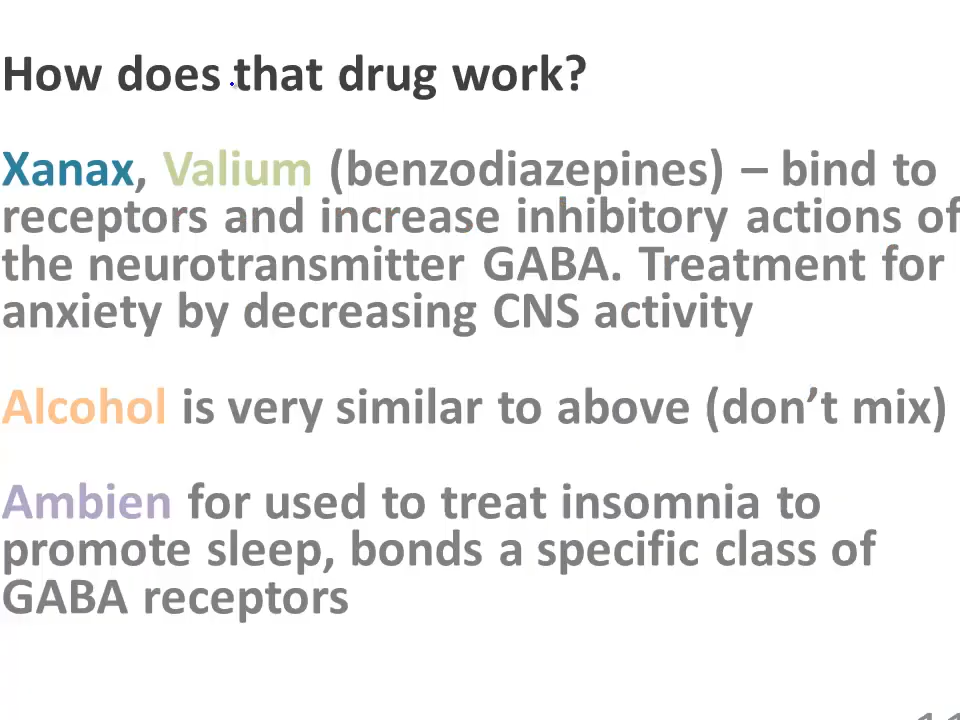 How does that drug work?
Xanax, Valium (benzodiazepines) – bind to
receptors and increase inhibitory actions of
the neurotransmitter GABA. Treatment for
anxiety by decreasing CNS activity
Alcohol is very similar to above (don’t mix)
Ambien for used to treat insomnia to
promote sleep, bonds a specific class of
GABA receptors